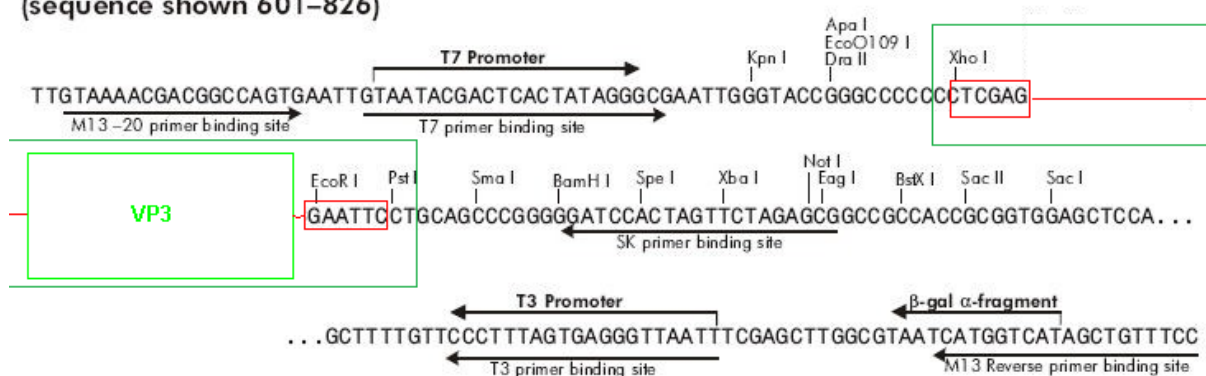 (sequence shown 601–826)
Apa I
EcoO109 I
T7 Promoter Kpn I Dra II Xho I
TTGTAAAACGACGGCCAGTGAATTGTAATACGACTCACTATAGGGCGAATTGGGTACCGGGCCCCCCCTCGAG
M13 –20 primer binding site T7 primer binding site
Not I
EcoR I Pst I Sma I BamH I Spe I Xba I Eag I BstX I Sac II Sac I
VP3 GAATTCCTGCAGCCCGGGGGATCCACTAGTTCTAGAGCGGCCGCCACCGCGGTGGAGCTCCA...
SK primer binding site
T3 Promoter β-gal α-fragment
...GCTTTTGTTCCCTTTAGTGAGGGTTAATTTCGAGCTTGGCGTAATCATGGTCATAGCTGTTTCC
T3 primer binding site M13 Reverse primer binding site